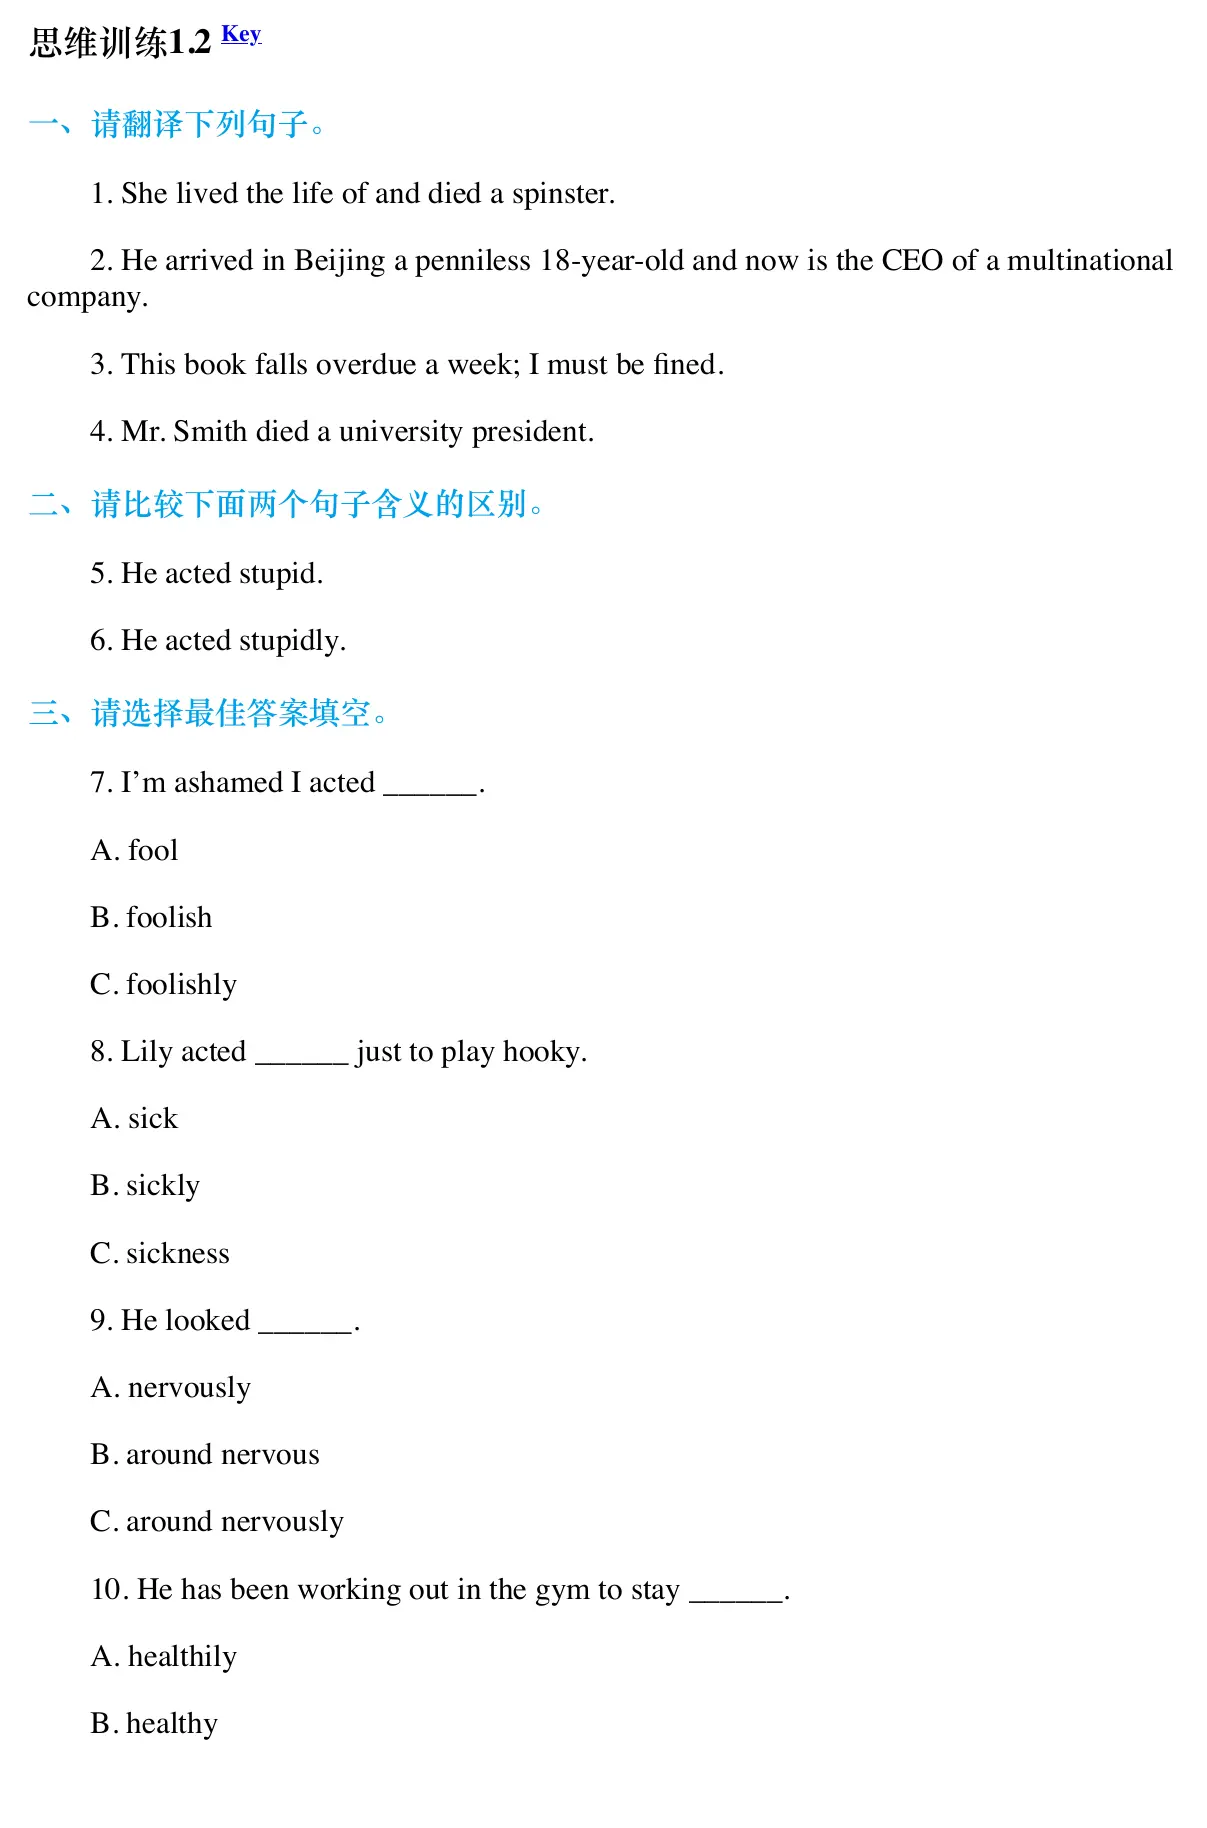 思维训练1.2 Key
一、请翻译下列句子。
1. She lived the life of and died a spinster.
2. He arrived in Beijing a penniless 18-year-old and now is the CEO of a multinational
company.
3. This book falls overdue a week; I must be fined.
4. Mr. Smith died a university president.
二、请比较下面两个句子含义的区别。
5. He acted stupid.
6. He acted stupidly.
三、请选择最佳答案填空。
7. I’m ashamed I acted ______.
A. fool
B. foolish
C. foolishly
8. Lily acted ______ just to play hooky.
A. sick
B. sickly
C. sickness
9. He looked ______.
A. nervously
B. around nervous
C. around nervously
10. He has been working out in the gym to stay ______.
A. healthily
B. healthy